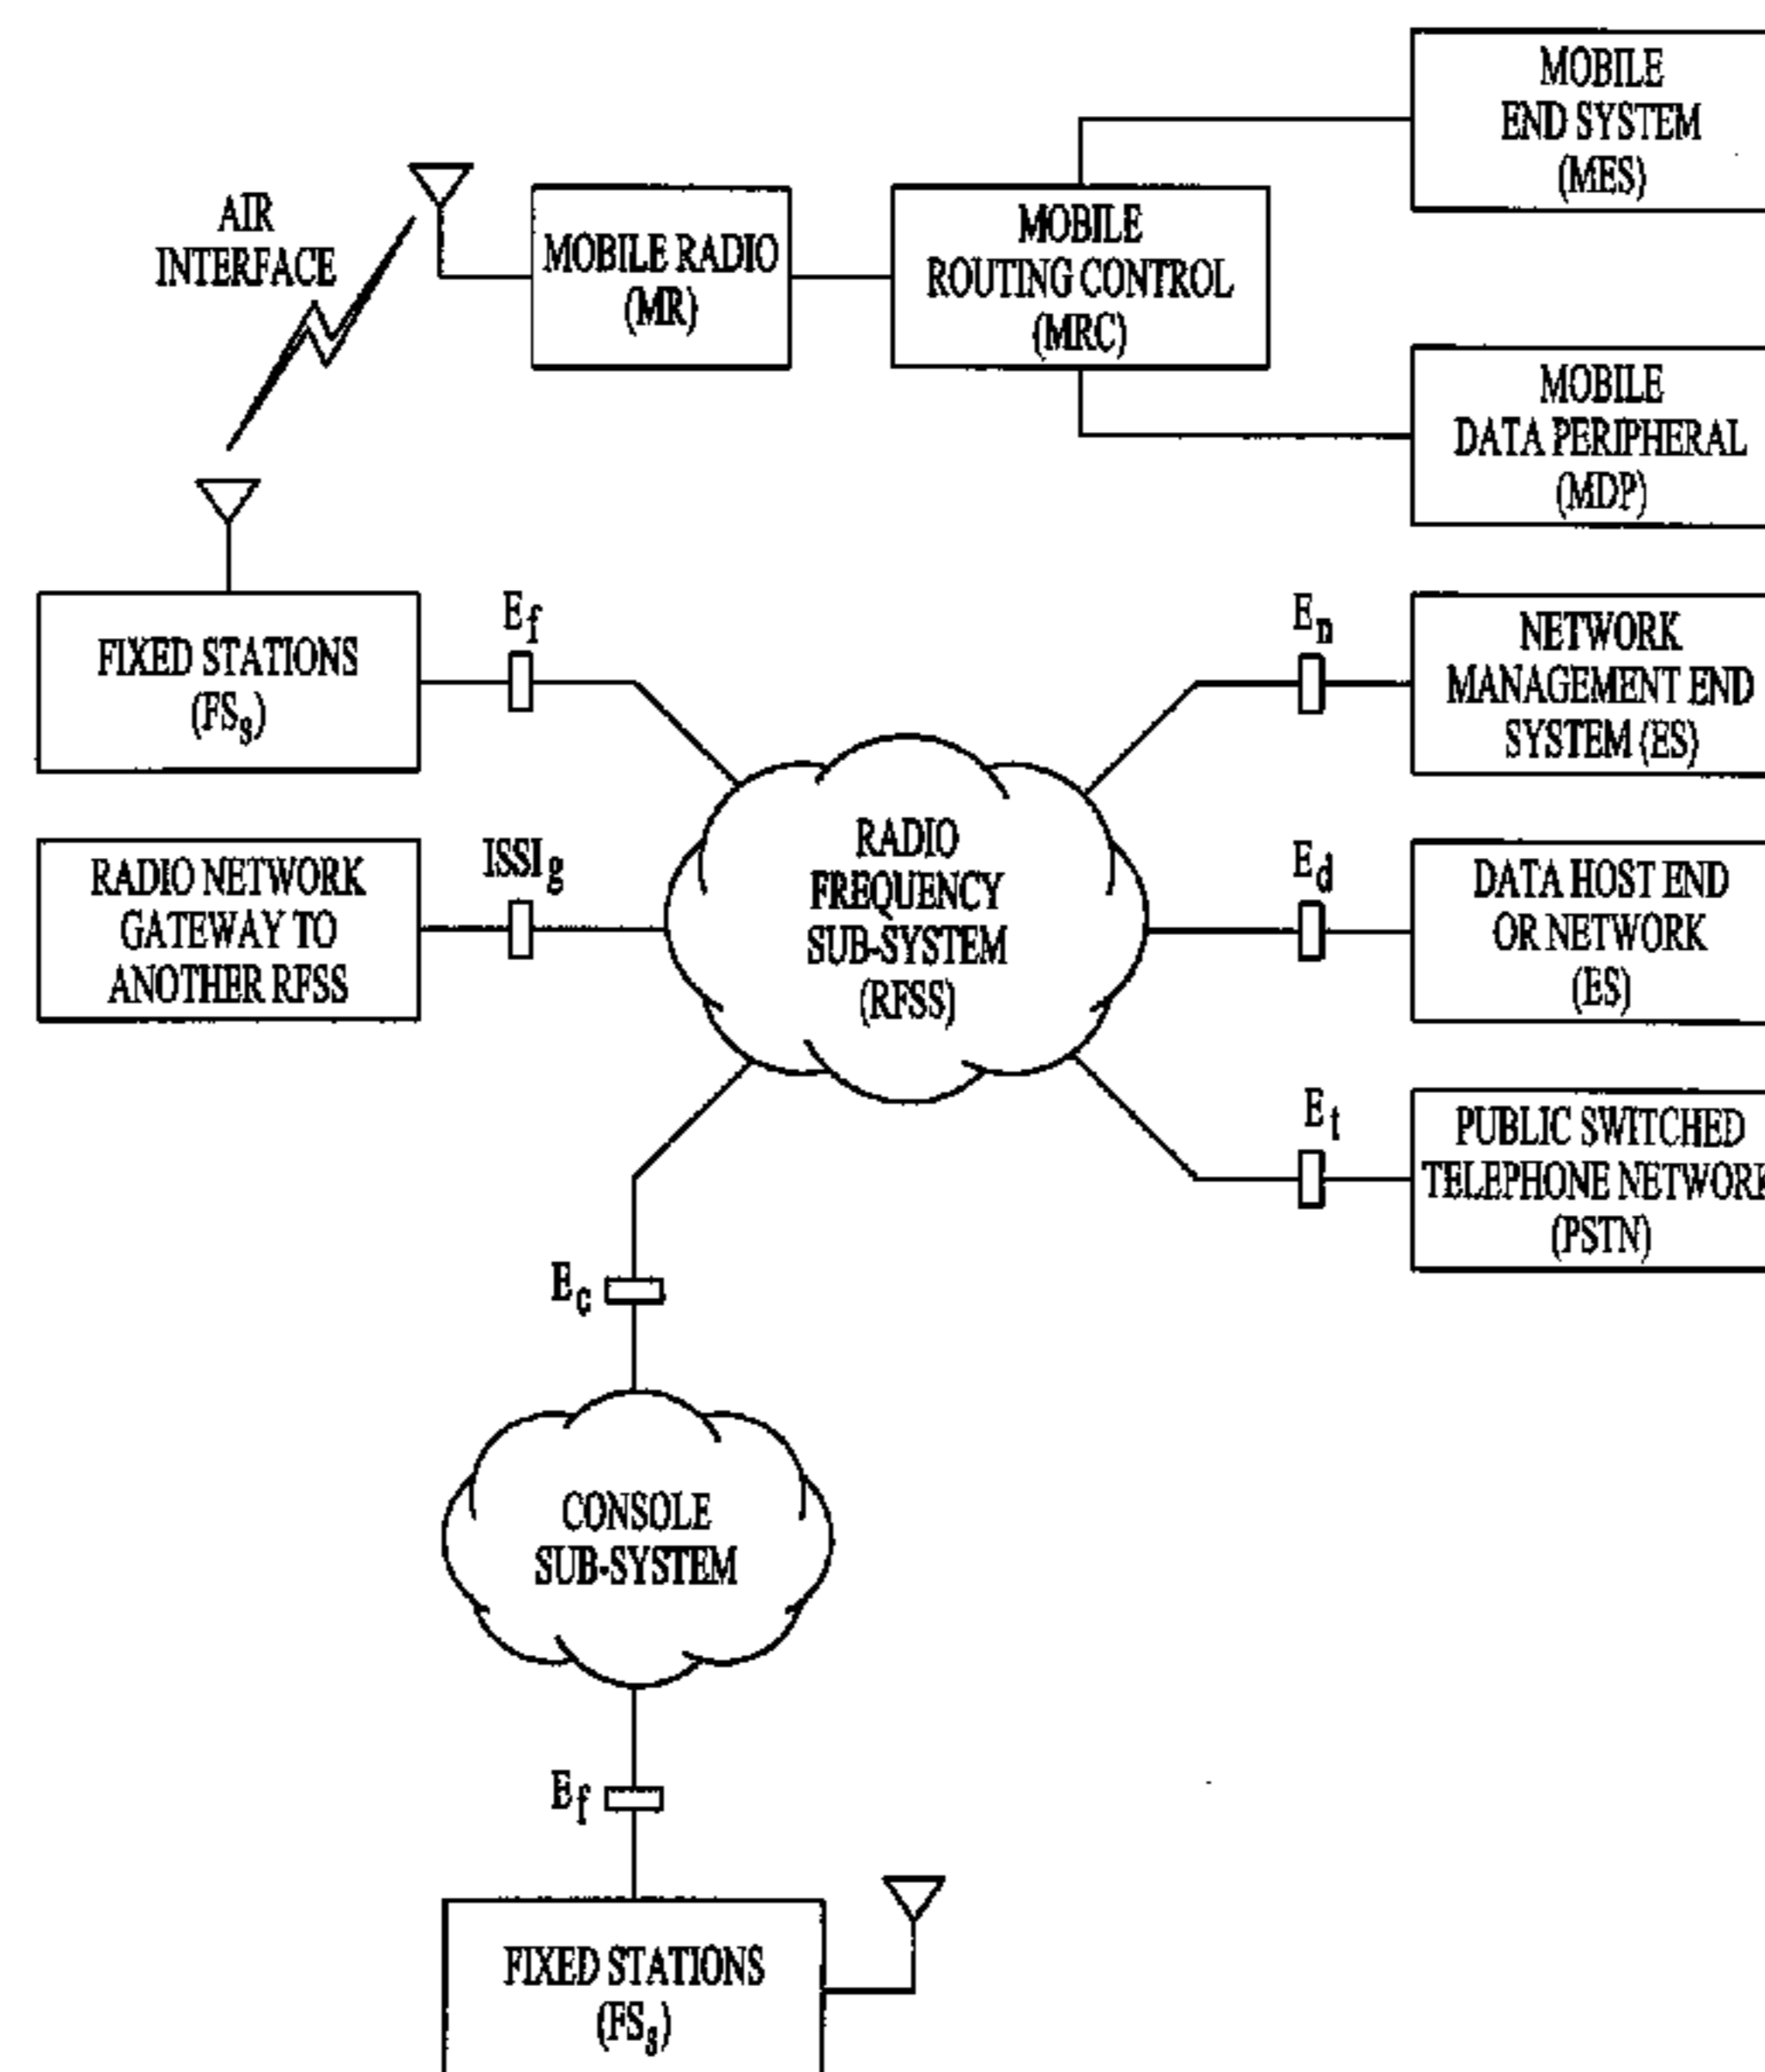 MOBILE
END SYSTEM
(MES)
AIR
INTERFACE
MOBILE RADIO
(MR)
MOBILE
ROUTING CONTROL
(MRC)
MOBILE
DATA PERIPHERAL
(MDP)
FIXED STATIONS
(FSs)
Ef
En
NETWORK
MANAGEMENT END
SYSTEM (ES)
RADIO NETWORK
GATEWAY TO
ANOTHER RFSS
ISSIg
RADIO
FREQUENCY
SUB-SYSTEM
(RFSS)
Ed
DATA HOST END
OR NETWORK
(ES)
Et
PUBLIC SWITCHED
TELEPHONE NETWORK
(PSTN)
Ec
CONSOLE
SUB-SYSTEM
Ef
FIXED STATIONS
(FSs)